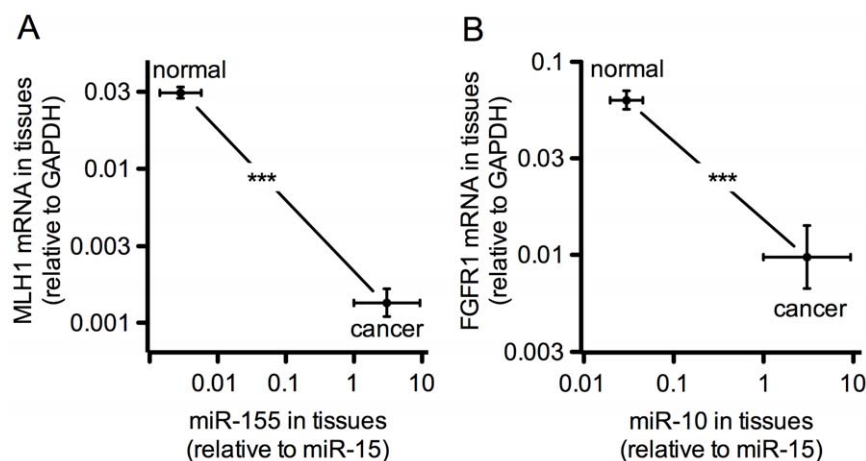 A
MLH1 mRNA in tissues
(relative to GAPDH)
0.03
0.01
0.003
0.001
normal
***
cancer
0.01
0.1
1
10
miR-155 in tissues
(relative to miR-15)
B
FGFR1 mRNA in tissues
(relative to GAPDH)
0.1
0.03
0.01
0.003
normal
***
cancer
0.01
0.1
1
10
miR-10 in tissues
(relative to miR-15)